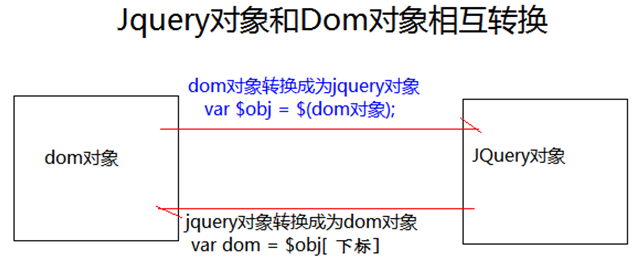 Jquery对象和Dom对象相互转换
dom对象转换成为jquery对象
var $obj = $(dom对象);
dom对象
JQuery对象
jquery对象转换成为dom对象
var dom = $obj[ 下标]